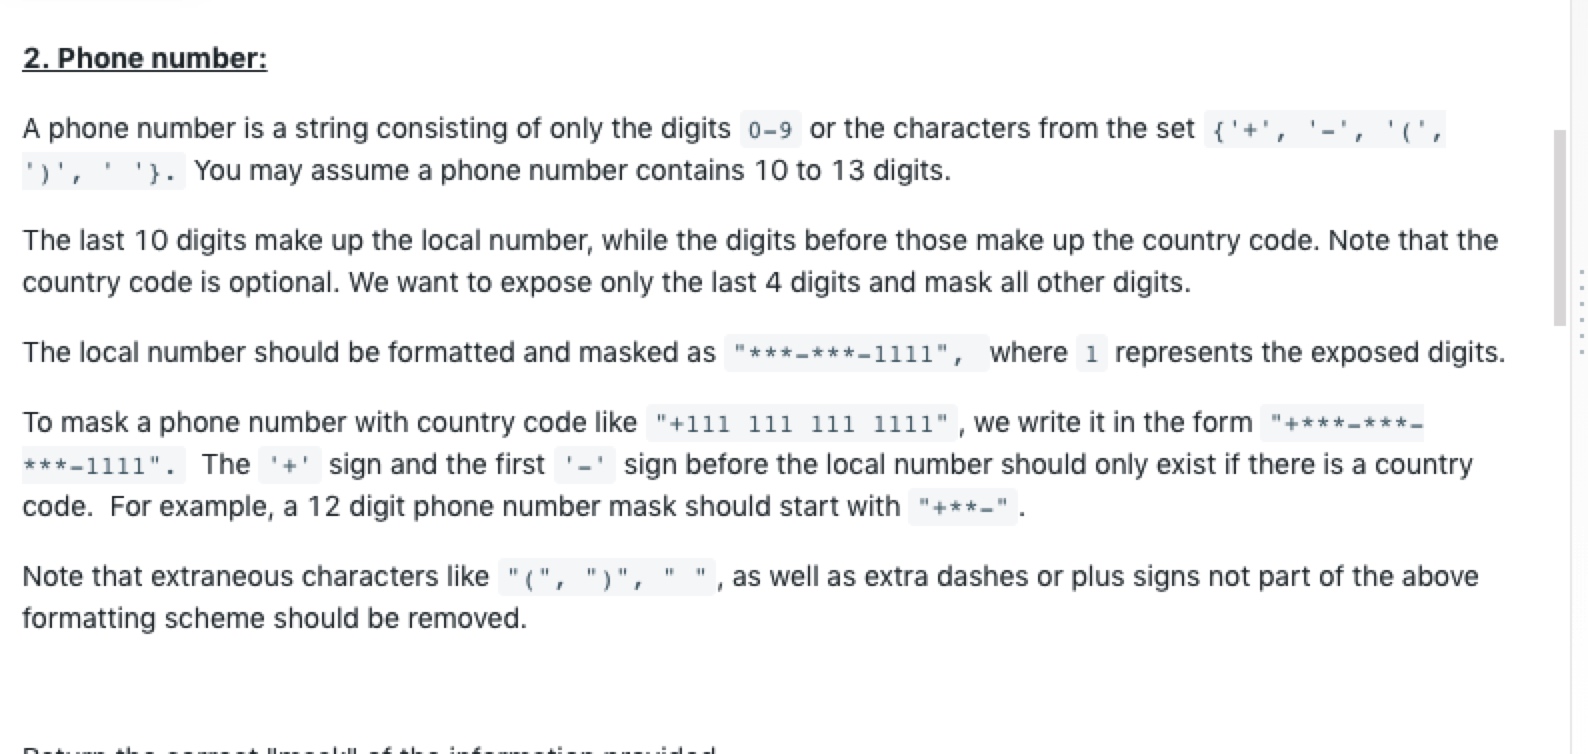 2. Phone number:
A phone number is a string consisting of only the digits 0-9 or the characters from the set {'+', '-', '(',
')', ' '}. You may assume a phone number contains 10 to 13 digits.
The last 10 digits make up the local number, while the digits before those make up the country code. Note that the
country code is optional. We want to expose only the last 4 digits and mask all other digits.
The local number should be formatted and masked as "***-***-1111", where 1 represents the exposed digits.
To mask a phone number with country code like "+111 111 111 1111", we write it in the form "+***-***-
***-1111". The '+' sign and the first '-' sign before the local number should only exist if there is a country
code. For example, a 12 digit phone number mask should start with "+**-".
Note that extraneous characters like "(", ")", " ", as well as extra dashes or plus signs not part of the above
formatting scheme should be removed.
Return the correct "mask" of the information provided.